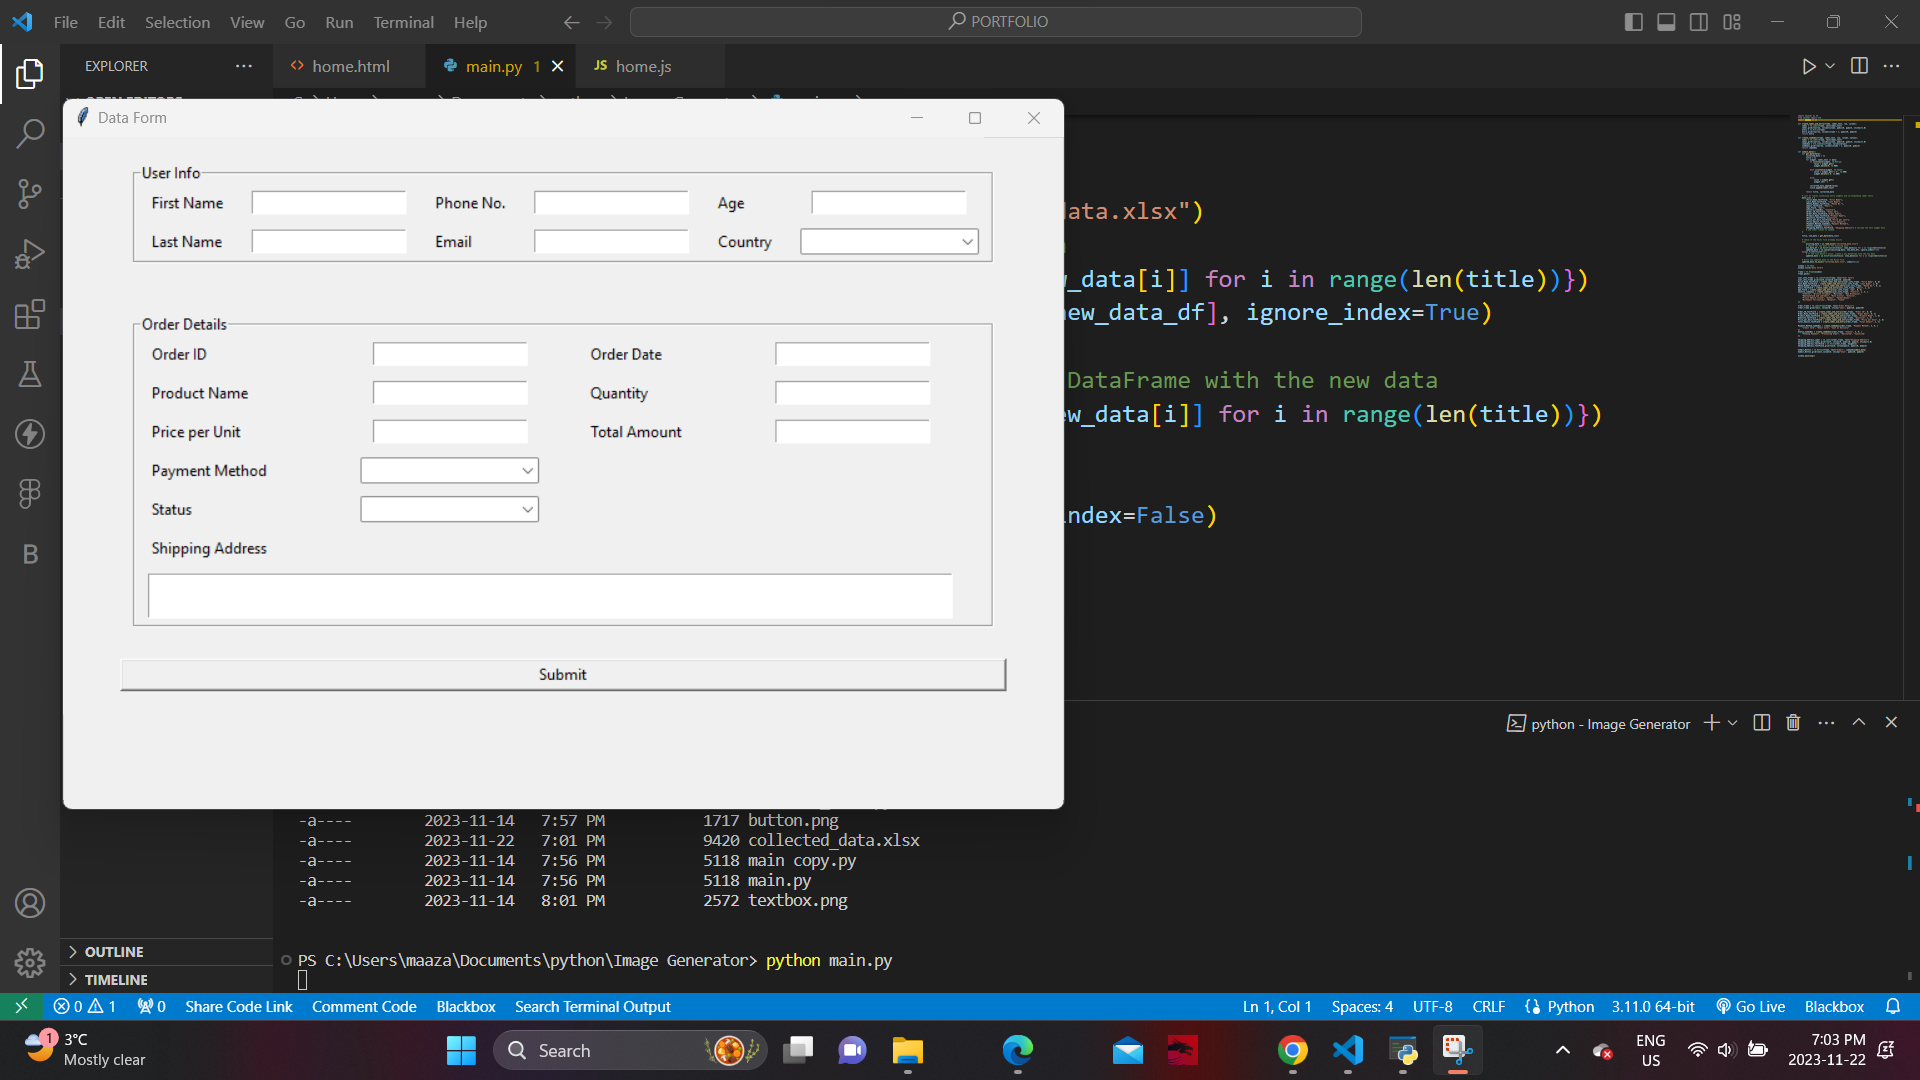 File Edit Selection View Go Run Terminal Help
PORTFOLIO
EXPLORER
home.html
main.py 1
JS home.js
Data Form
User Info
First Name
Phone No.
Age
Last Name
Email
Country
Order Details
Order ID
Order Date
Product Name
Quantity
Price per Unit
Total Amount
Payment Method
Status
Shipping Address
Submit
data.xlsx")
_data[i]] for i in range(len(title))})
new_data_df], ignore_index=True)
DataFrame with the new data
w_data[i]] for i in range(len(title))})
index=False)
python - Image Generator
-a---- 2023-11-14 7:57 PM 1717 button.png
-a---- 2023-11-22 7:01 PM 9420 collected_data.xlsx
-a---- 2023-11-14 7:56 PM 5118 main copy.py
-a---- 2023-11-14 7:56 PM 5118 main.py
-a---- 2023-11-14 8:01 PM 2572 textbox.png
PS C:\Users\maaza\Documents\python\Image Generator> python main.py
OUTLINE
TIMELINE
0 1 0 Share Code Link Comment Code Blackbox Search Terminal Output
Ln 1, Col 1 Spaces: 4 UTF-8 CRLF Python 3.11.0 64-bit Go Live Blackbox
1
3°C
Mostly clear
Search
ENG
US
7:03 PM
2023-11-22